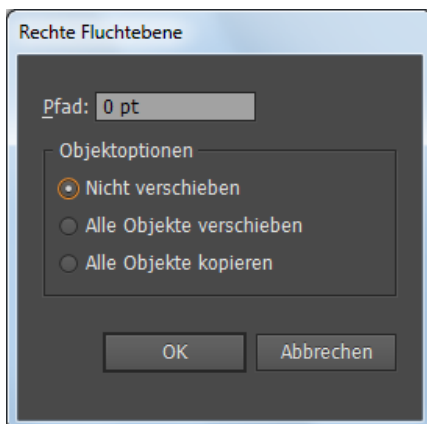 Rechte Fluchtebene
Pfad: 0 pt
Objektoptionen
Nicht verschieben
Alle Objekte verschieben
Alle Objekte kopieren
OK Abbrechen